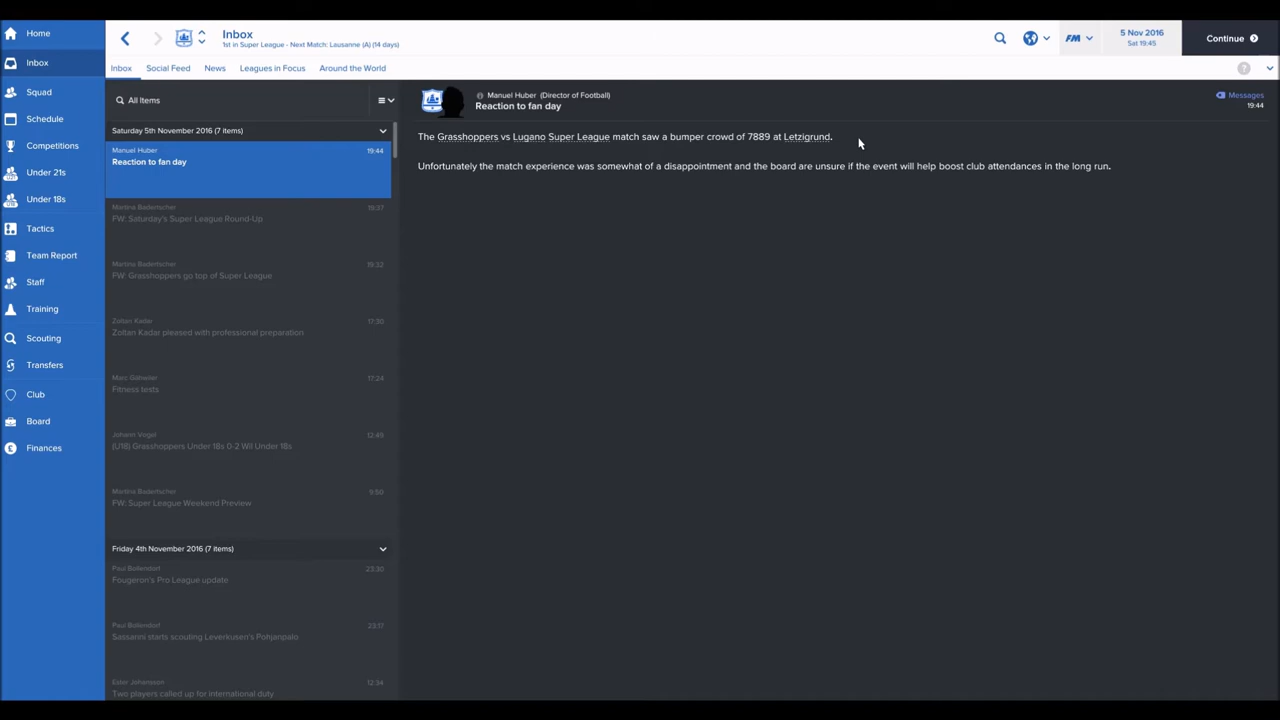 Home
Inbox
Squad
Schedule
Competitions
Under 21s
Under 18s
Tactics
Team Report
Staff
Training
Scouting
Transfers
Club
Board
Finances
Inbox
1st in Super League - Next Match: Lausanne (A) (14 days)
FM
5 Nov 2016
Sat 19:45
Continue
Inbox
Social Feed
News
Leagues in Focus
Around the World
?
All Items
Saturday 5th November 2016 (7 items)
Manuel Huber 19:44
Reaction to fan day
Martina Badertscher 19:37
FW: Saturday's Super League Round-Up
Martina Badertscher 19:32
FW: Grasshoppers go top of Super League
Zoltan Kadar 17:30
Zoltan Kadar pleased with professional preparation
Marc Gähwiler 17:24
Fitness tests
Johann Vogel 12:49
(U18) Grasshoppers Under 18s 0-2 Wil Under 18s
Martina Badertscher 9:50
FW: Super League Weekend Preview
Friday 4th November 2016 (7 items)
Paul Bollendorf 23:30
Fougeron's Pro League update
Paul Bollendorf 23:17
Sassanni starts scouting Leverkusen's Pohjanpalo
Ester Johansson 12:34
Two players called up for international duty
Manuel Huber (Director of Football)
Reaction to fan day
Messages
19:44
The Grasshoppers vs Lugano Super League match saw a bumper crowd of 7889 at Letzigrund.
Unfortunately the match experience was somewhat of a disappointment and the board are unsure if the event will help boost club attendances in the long run.